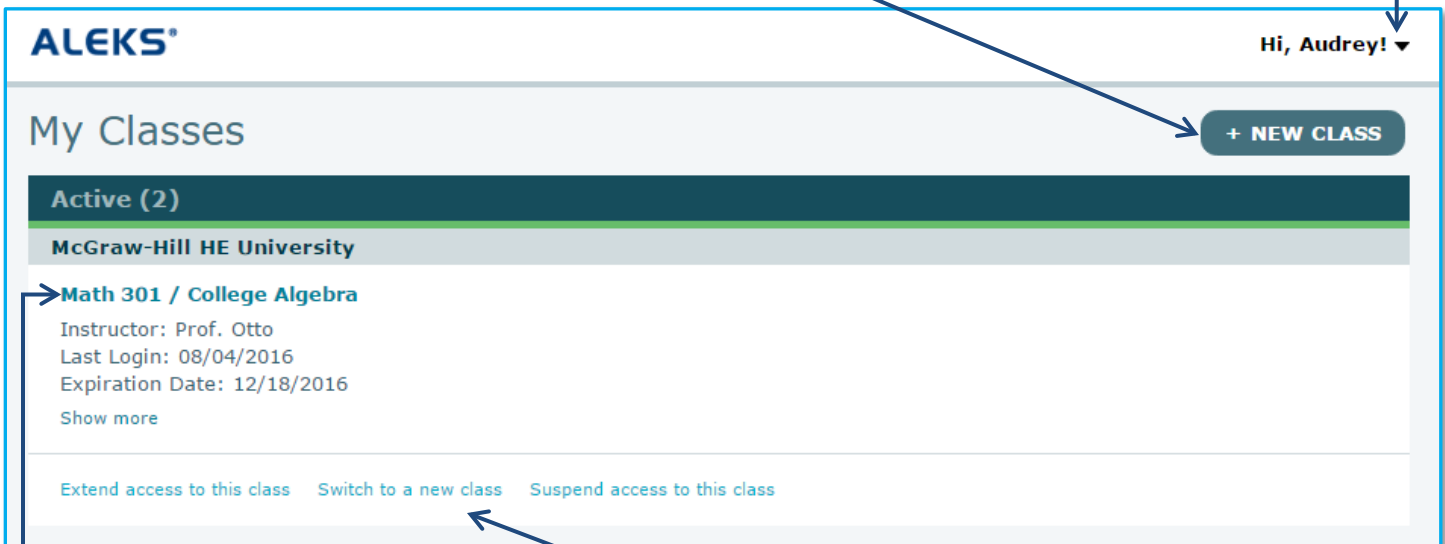 ALEKS®
Hi, Audrey!
My Classes
+ NEW CLASS
Active (2)
McGraw-Hill HE University
Math 301 / College Algebra
Instructor: Prof. Otto
Last Login: 08/04/2016
Expiration Date: 12/18/2016
Show more
Extend access to this class Switch to a new class Suspend access to this class